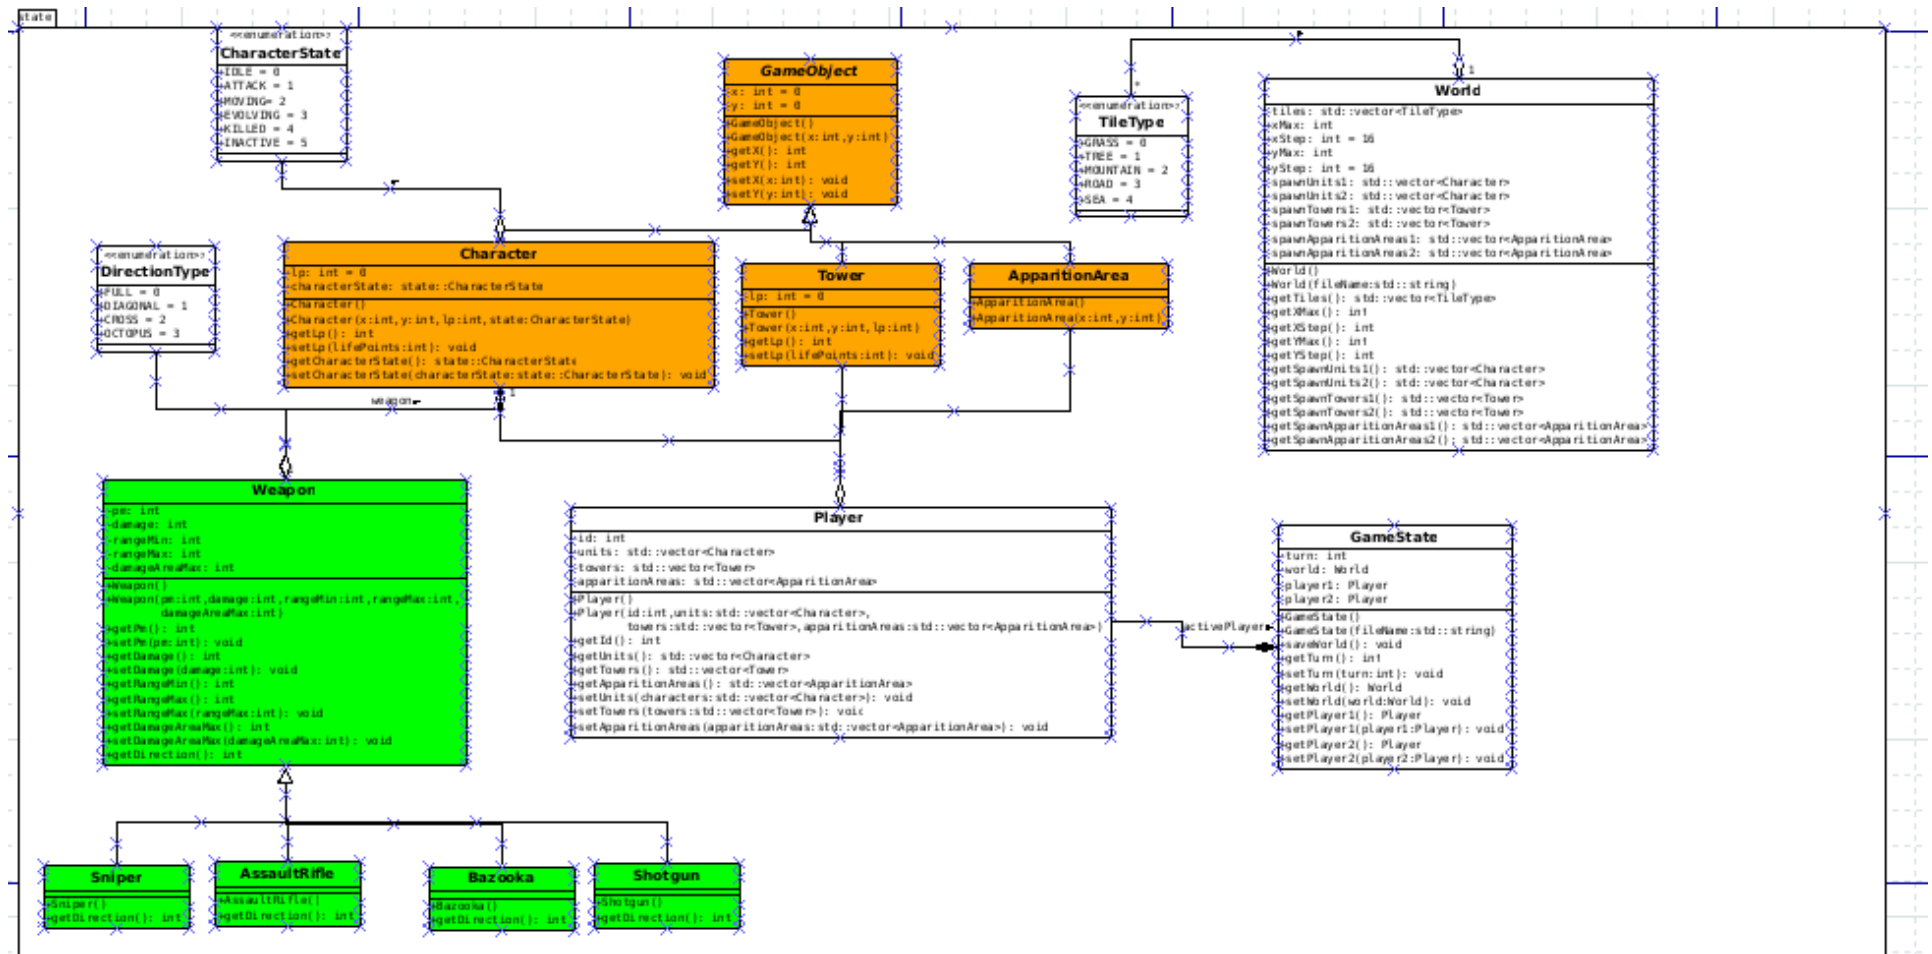 state
<<enumeration>>
CharacterState
+IDLE = 0
+ATTACK = 1
+MOVING= 2
+EVOLVING = 3
+KILLED = 4
+INACTIVE = 5
GameObject
-x: int = 0
-y: int = 0
+GameObject()
+GameObject(x:int,y:int)
+getX(): int
+getY(): int
+setX(x:int): void
+setY(y:int): void
*
<<enumeration>>
TileType
+GRASS = 0
+TREE = 1
+MOUNTAIN = 2
+ROAD = 3
+SEA = 4
1
World
-tiles: std::vector<TileType>
-xMax: int
-xStep: int = 16
-yMax: int
-yStep: int = 16
-spawnUnits1: std::vector<Character>
-spawnUnits2: std::vector<Character>
-spawnTowers1: std::vector<Tower>
-spawnTowers2: std::vector<Tower>
-spawnApparitionAreas1: std::vector<ApparitionArea>
-spawnApparitionAreas2: std::vector<ApparitionArea>
+World()
+World(fileName:std::string)
+getTiles(): std::vector<TileType>
+getXMax(): int
+getXStep(): int
+getYMax(): int
+getYStep(): int
+getSpawnUnits1(): std::vector<Character>
+getSpawnUnits2(): std::vector<Character>
+getSpawnTowers1(): std::vector<Tower>
+getSpawnTowers2(): std::vector<Tower>
+getSpawnApparitionAreas1(): std::vector<ApparitionArea>
+getSpawnApparitionAreas2(): std::vector<ApparitionArea>
<<enumeration>>
DirectionType
+FULL = 0
+DIAGONAL = 1
+CROSS = 2
+OCTOPUS = 3
Character
-lp: int = 0
-characterState: state::CharacterState
+Character()
+Character(x:int,y:int,lp:int,state:CharacterState)
+getLp(): int
+setLp(lifePoints:int): void
+getCharacterState(): state::CharacterState
+setCharacterState(characterState:state::CharacterState): void
Tower
-lp: int = 0
+Tower()
+Tower(x:int,y:int,lp:int)
+getLp(): int
+setLp(lifePoints:int): void
ApparitionArea
+ApparitionArea()
+ApparitionArea(x:int,y:int)
weapon
1
Weapon
-pm: int
-damage: int
-rangeMin: int
-rangeMax: int
-damageAreaMax: int
+Weapon()
+Weapon(pm:int,damage:int,rangeMin:int,rangeMax:int,
damageAreaMax:int)
+getPm(): int
+setPm(pm:int): void
+getDamage(): int
+setDamage(damage:int): void
+getRangeMin(): int
+getRangeMax(): int
+setRangeMax(rangeMax:int): void
+getDamageAreaMax(): int
+setDamageAreaMax(damageAreaMax:int): void
+getDirection(): int
Player
-id: int
-units: std::vector<Character>
-towers: std::vector<Tower>
-apparitionAreas: std::vector<ApparitionArea>
+Player()
+Player(id:int,units:std::vector<Character>,
towers:std::vector<Tower>,apparitionAreas:std::vector<ApparitionArea>)
+getId(): int
+getUnits(): std::vector<Character>
+getTowers(): std::vector<Tower>
+getApparitionAreas(): std::vector<ApparitionArea>
+setUnits(characters:std::vector<Character>): void
+setTowers(towers:std::vector<Tower>): void
+setApparitionAreas(apparitionAreas:std::vector<ApparitionArea>): void
activePlayer
GameState
-turn: int
-world: World
-player1: Player
-player2: Player
+GameState()
+GameState(fileName:std::string)
+saveWorld(): void
+getTurn(): int
+setTurn(turn:int): void
+getWorld(): World
+setWorld(world:World): void
+getPlayer1(): Player
+setPlayer1(player1:Player): void
+getPlayer2(): Player
+setPlayer2(player2:Player): void
Sniper
+Sniper()
+getDirection(): int
AssaultRifle
+AssaultRifle()
+getDirection(): int
Bazooka
+Bazooka()
+getDirection(): int
Shotgun
+Shotgun()
+getDirection(): int